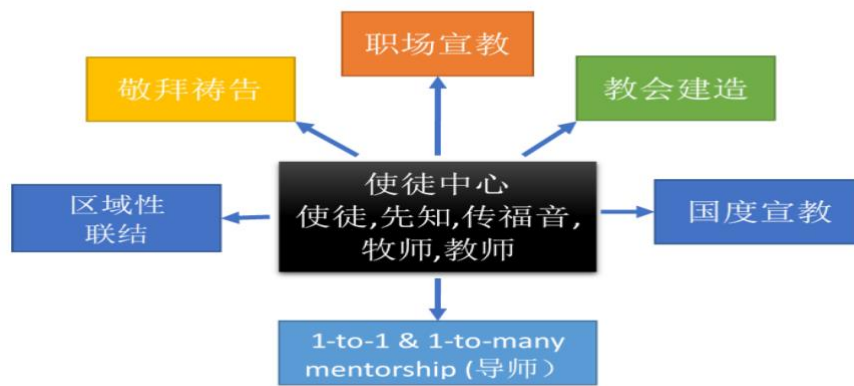 职场宣教
敬拜祷告
教会建造
使徒中心
使徒,先知,传福音,
牧师,教师
区域性
联结
国度宣教
1-to-1 & 1-to-many
mentorship (导师）